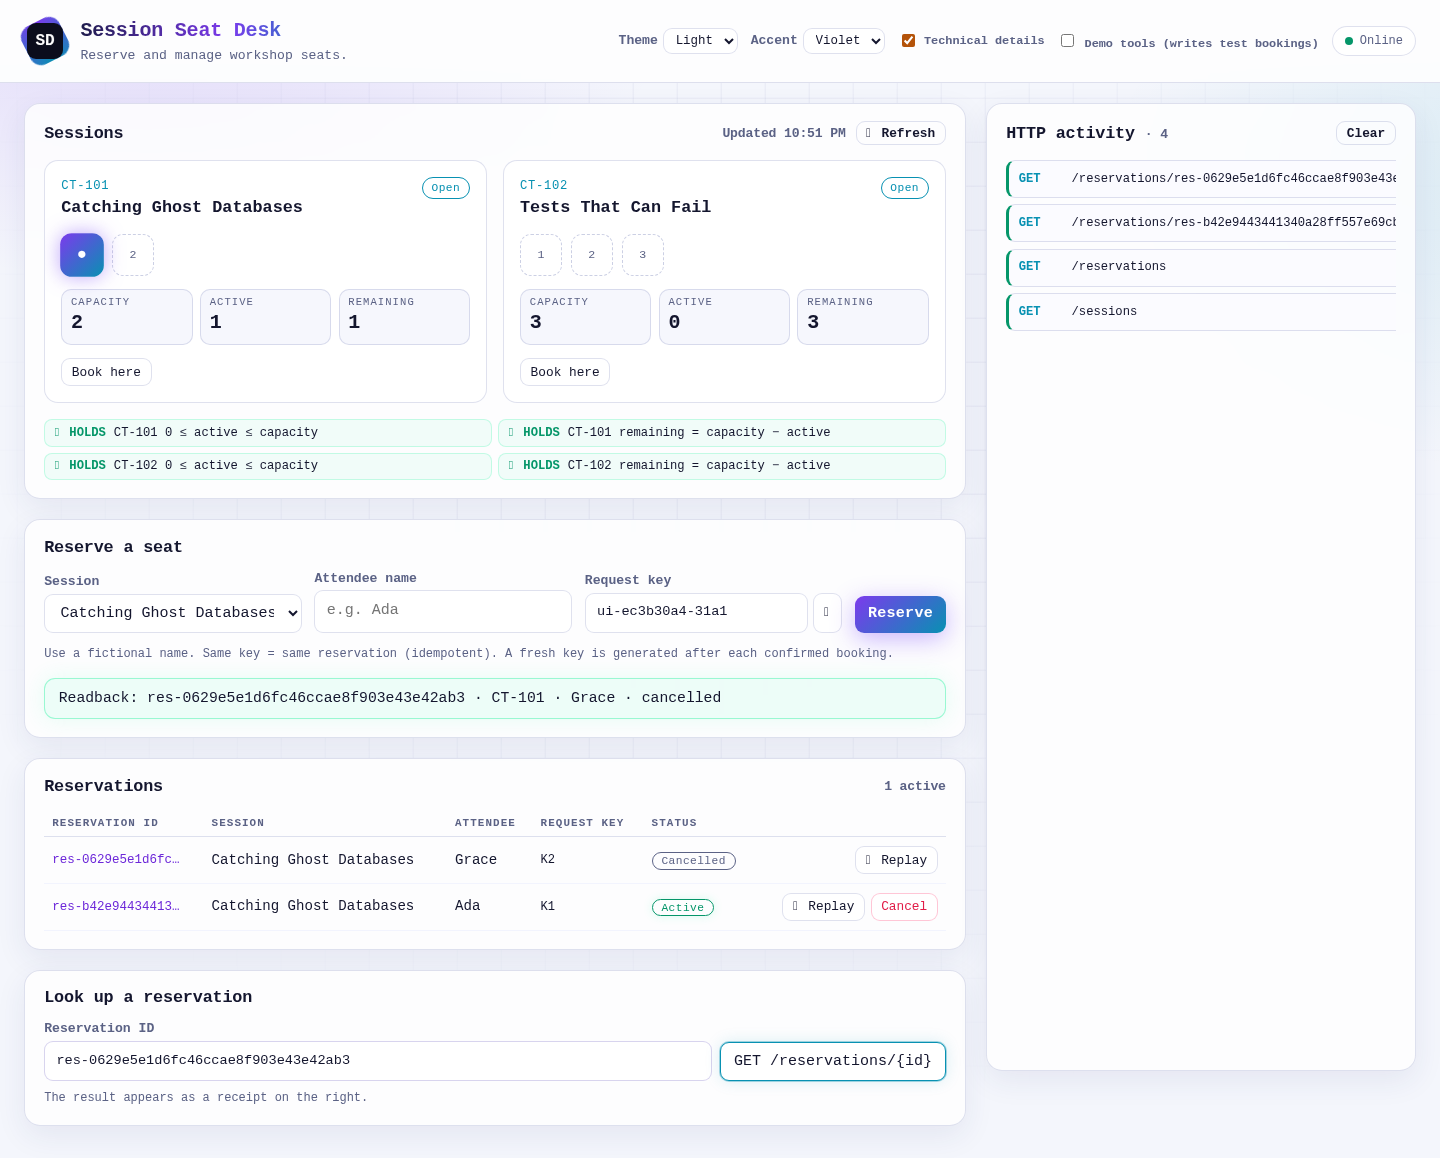 SD
Session Seat Desk
Reserve and manage workshop seats.
Theme Light Accent Violet Technical details Demo tools (writes test bookings) Online
Sessions
Updated 10:51 PM Refresh
CT-101
Open
Catching Ghost Databases
2
CAPACITY ACTIVE REMAINING
2 1 1
Book here
CT-102
Open
Tests That Can Fail
1 2 3
CAPACITY ACTIVE REMAINING
3 0 3
Book here
HOLDS CT-101 0 ≤ active ≤ capacity
HOLDS CT-101 remaining = capacity − active
HOLDS CT-102 0 ≤ active ≤ capacity
HOLDS CT-102 remaining = capacity − active
Reserve a seat
Session
Catching Ghost Databases
Attendee name
e.g. Ada
Request key
ui-ec3b30a4-31a1
Reserve
Use a fictional name. Same key = same reservation (idempotent). A fresh key is generated after each confirmed booking.
Readback: res-0629e5e1d6fc46ccae8f903e43e42ab3 · CT-101 · Grace · cancelled
Reservations
1 active
RESERVATION ID SESSION ATTENDEE REQUEST KEY STATUS
res-0629e5e1d6fc… Catching Ghost Databases Grace K2 Cancelled Replay
res-b42e94434413… Catching Ghost Databases Ada K1 Active Replay Cancel
Look up a reservation
Reservation ID
res-0629e5e1d6fc46ccae8f903e43e42ab3
GET /reservations/{id}
The result appears as a receipt on the right.
HTTP activity · 4
Clear
GET /reservations/res-0629e5e1d6fc46ccae8f903e43e
GET /reservations/res-b42e9443441340a28ff557e69cb
GET /reservations
GET /sessions